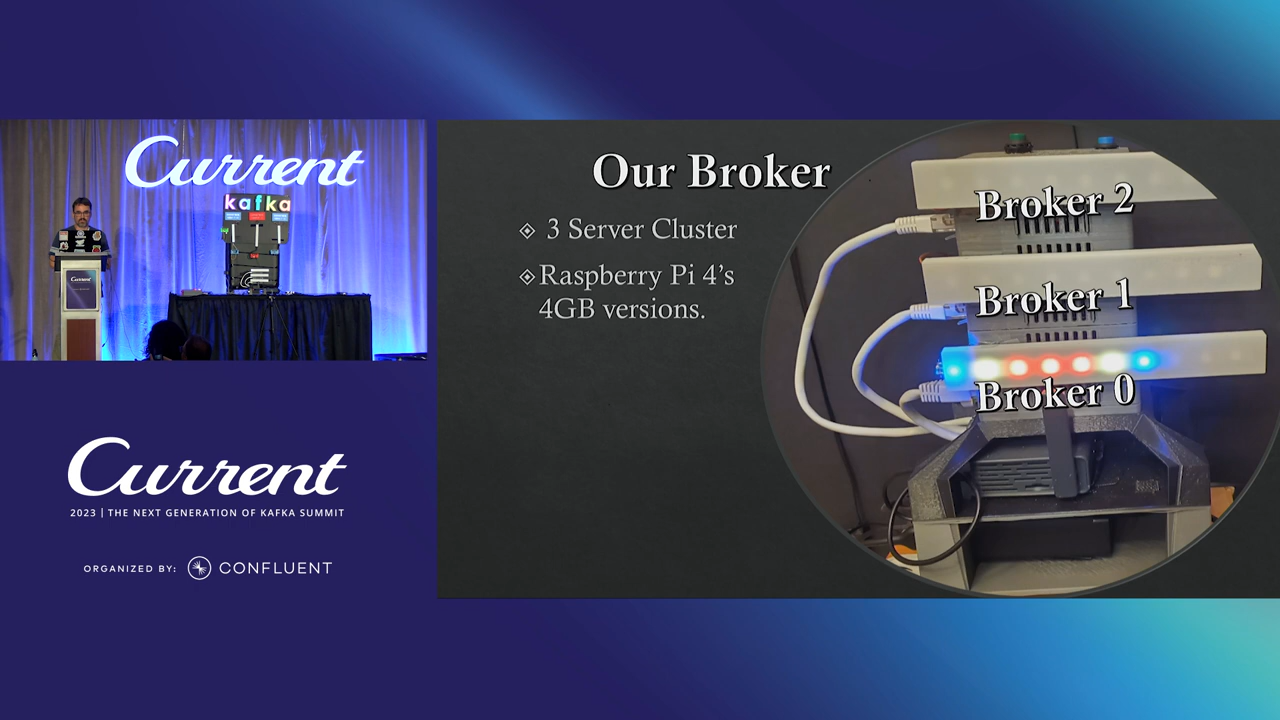 Current
kafka
Current
Current
2023 | THE NEXT GENERATION OF KAFKA SUMMIT
ORGANIZED BY: CONFLUENT
Our Broker
3 Server Cluster
Raspberry Pi 4's
4GB versions.
Broker 2
Broker 1
Broker 0